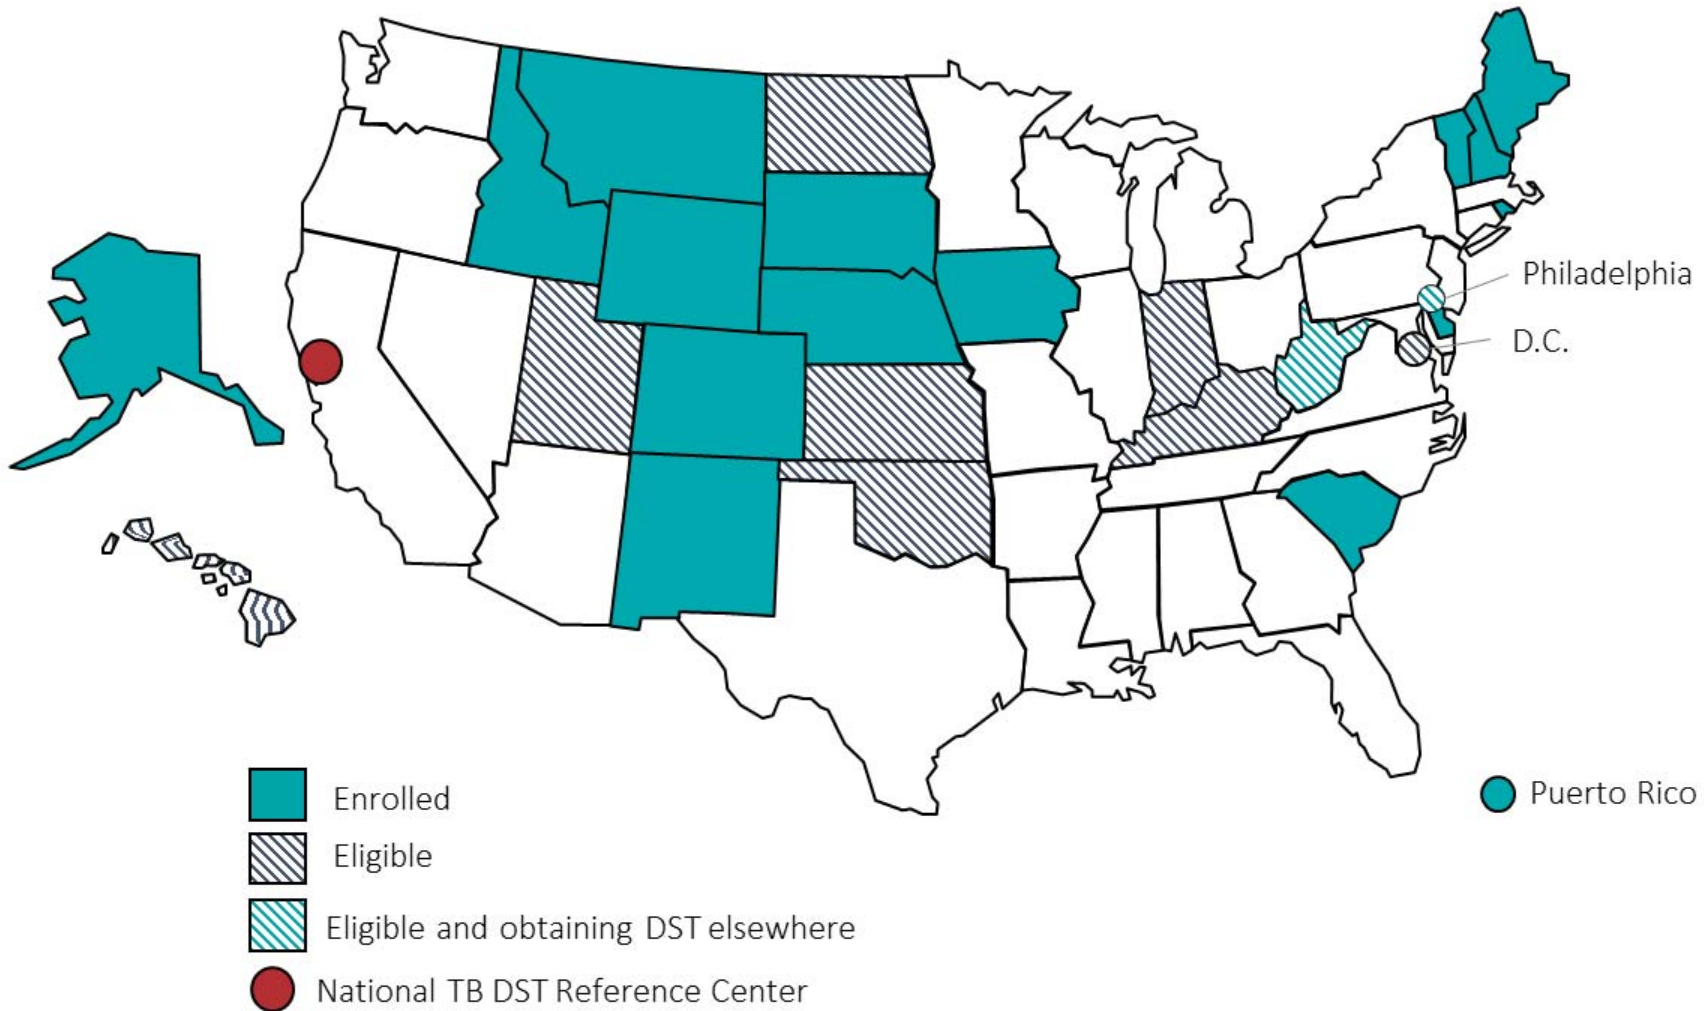 Philadelphia
D.C.
Enrolled
Puerto Rico
Eligible
Eligible and obtaining DST elsewhere
National TB DST Reference Center